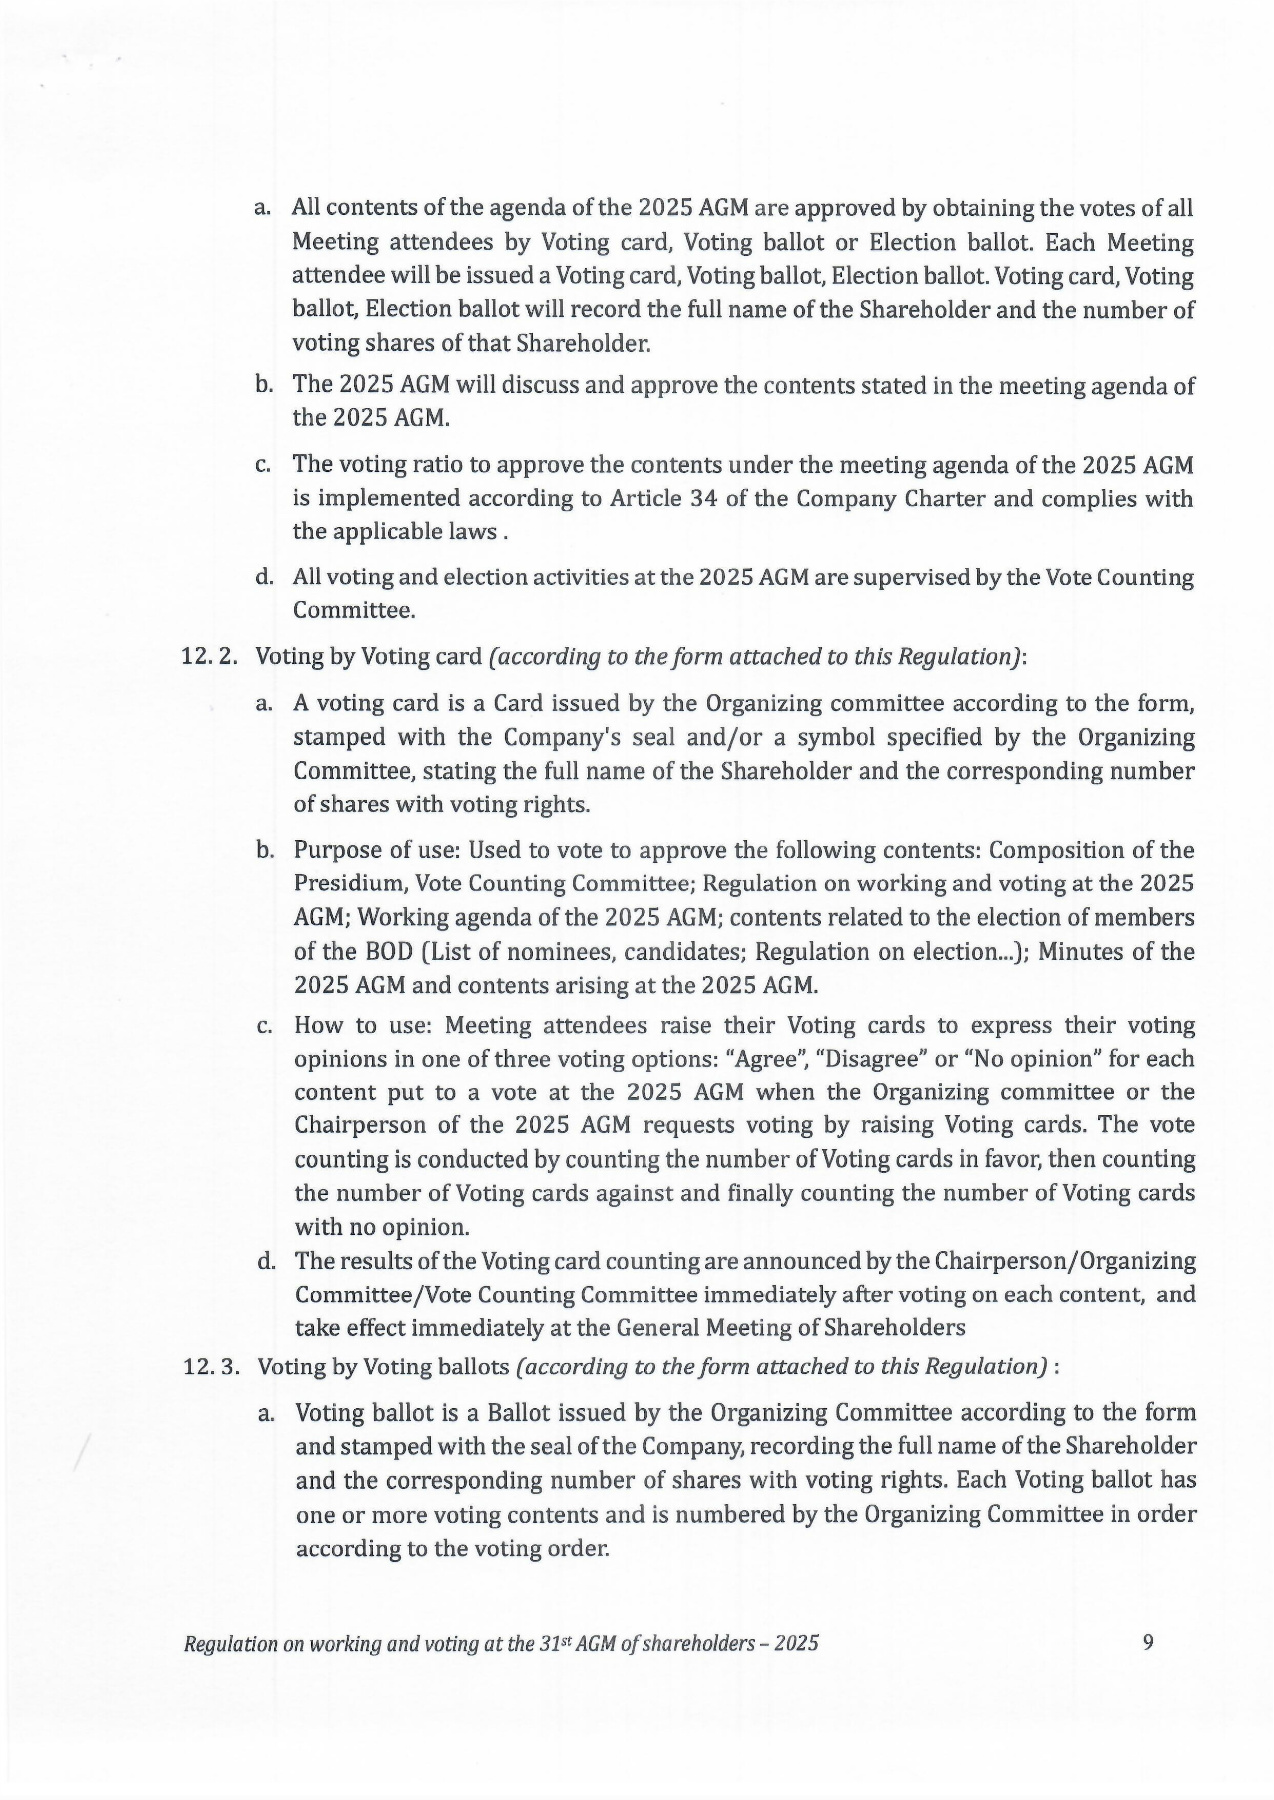 a. All contents of the agenda of the 2025 AGM are approved by obtaining the votes of all
Meeting attendees by Voting card, Voting ballot or Election ballot. Each Meeting
attendee will be issued a Voting card, Voting ballot, Election ballot. Voting card, Voting
ballot, Election ballot will record the full name of the Shareholder and the number of
voting shares of that Shareholder.
b. The 2025 AGM will discuss and approve the contents stated in the meeting agenda of
the 2025 AGM.
c. The voting ratio to approve the contents under the meeting agenda of the 2025 AGM
is implemented according to Article 34 of the Company Charter and complies with
the applicable laws .
d. All voting and election activities at the 2025 AGM are supervised by the Vote Counting
Committee.
12. 2. Voting by Voting card (according to the form attached to this Regulation):
a. A voting card is a Card issued by the Organizing committee according to the form,
stamped with the Company's seal and/or a symbol specified by the Organizing
Committee, stating the full name of the Shareholder and the corresponding number
of shares with voting rights.
b. Purpose of use: Used to vote to approve the following contents: Composition of the
Presidium, Vote Counting Committee; Regulation on working and voting at the 2025
AGM; Working agenda of the 2025 AGM; contents related to the election of members
of the BOD (List of nominees, candidates; Regulation on election...); Minutes of the
2025 AGM and contents arising at the 2025 AGM.
c. How to use: Meeting attendees raise their Voting cards to express their voting
opinions in one of three voting options: “Agree”, “Disagree” or “No opinion” for each
content put to a vote at the 2025 AGM when the Organizing committee or the
Chairperson of the 2025 AGM requests voting by raising Voting cards. The vote
counting is conducted by counting the number of Voting cards in favor, then counting
the number of Voting cards against and finally counting the number of Voting cards
with no opinion.
d. The results of the Voting card counting are announced by the Chairperson/Organizing
Committee/Vote Counting Committee immediately after voting on each content, and
take effect immediately at the General Meeting of Shareholders
12. 3. Voting by Voting ballots (according to the form attached to this Regulation) :
a. Voting ballot is a Ballot issued by the Organizing Committee according to the form
and stamped with the seal of the Company, recording the full name of the Shareholder
and the corresponding number of shares with voting rights. Each Voting ballot has
one or more voting contents and is numbered by the Organizing Committee in order
according to the voting order.
Regulation on working and voting at the 31st AGM of shareholders – 2025 9